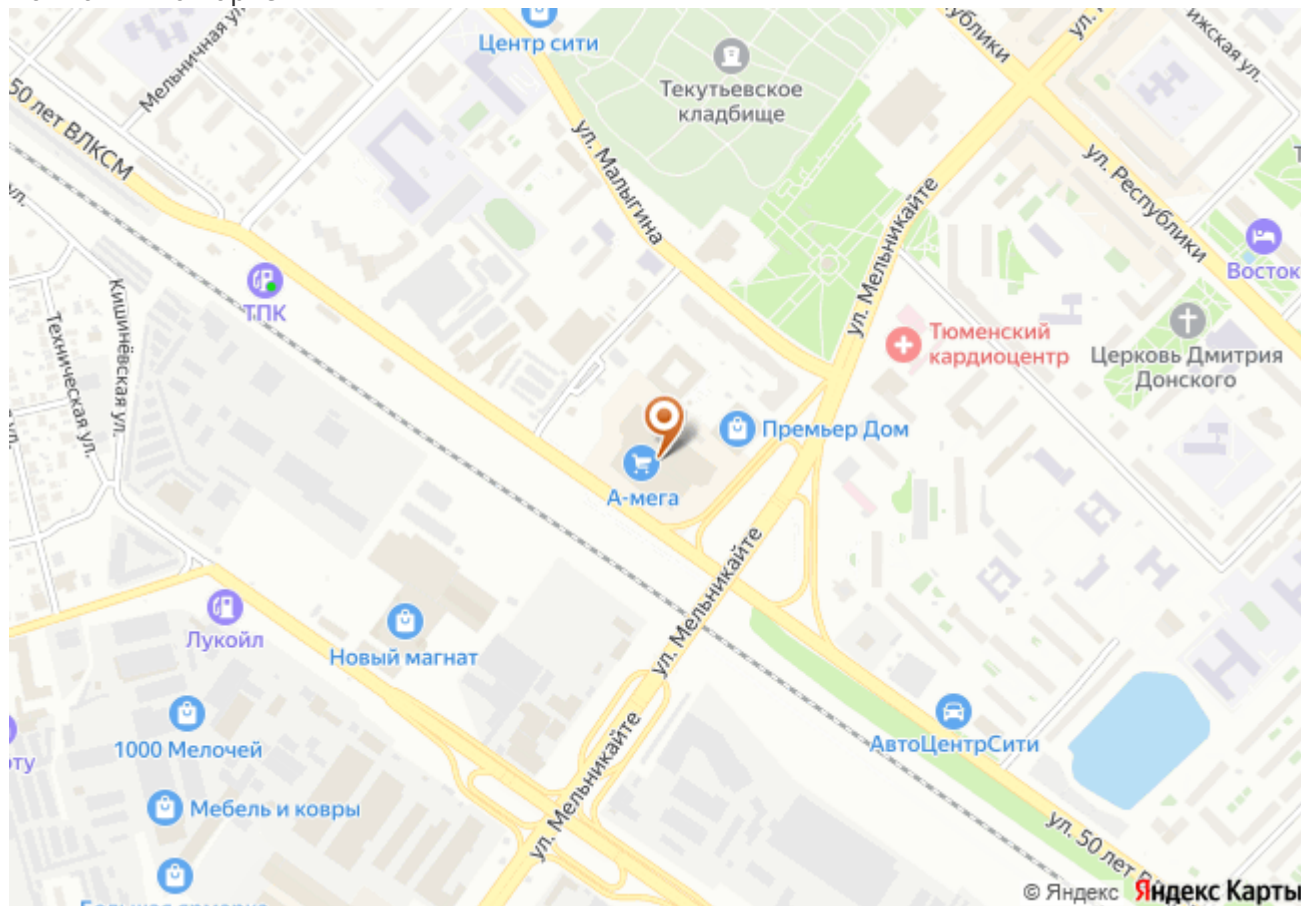 Центр сити
Мельничная ул.
50 лет ВЛКСМ
Текутьевское
кладбище
ул. Малыгина
ул. Мельникайте
ул. Республики
Восток
ТПК
Кишинёвская ул.
Техническая ул.
Тюменский
кардиоцентр
Церковь Дмитрия
Донского
Премьер Дом
А-мега
ул. Мельникайте
Лукойл
Новый магнат
1000 Мелочей
АвтоЦентрСити
Мебель и ковры
ул. Мельникайте
ул. 50 лет
© Яндекс Яндекс Карты